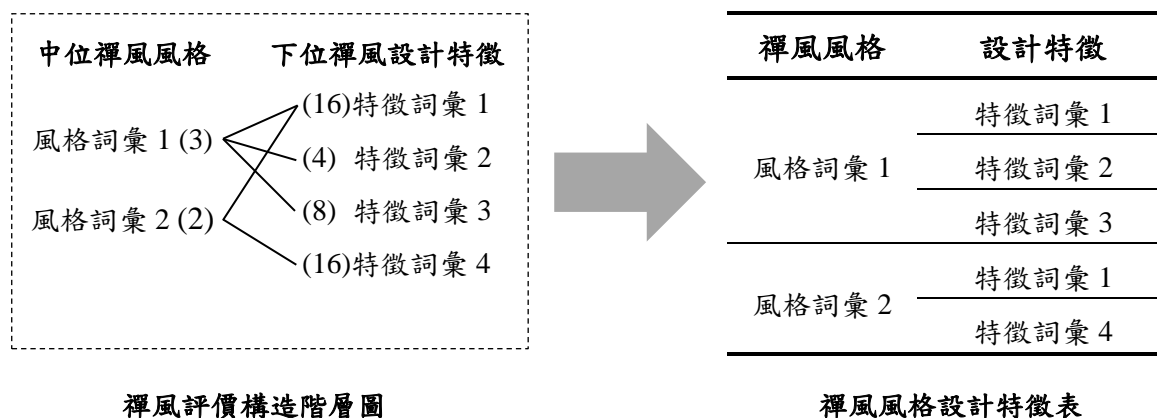 中位禪風風格
下位禪風設計特徵
風格詞彙 1 (3)
風格詞彙 2 (2)
(16)特徵詞彙 1
(4) 特徵詞彙 2
(8) 特徵詞彙 3
(16)特徵詞彙 4
禪風評價構造階層圖
禪風風格 設計特徵
風格詞彙 1
特徵詞彙 1
特徵詞彙 2
特徵詞彙 3
風格詞彙 2
特徵詞彙 1
特徵詞彙 4
禪風風格設計特徵表